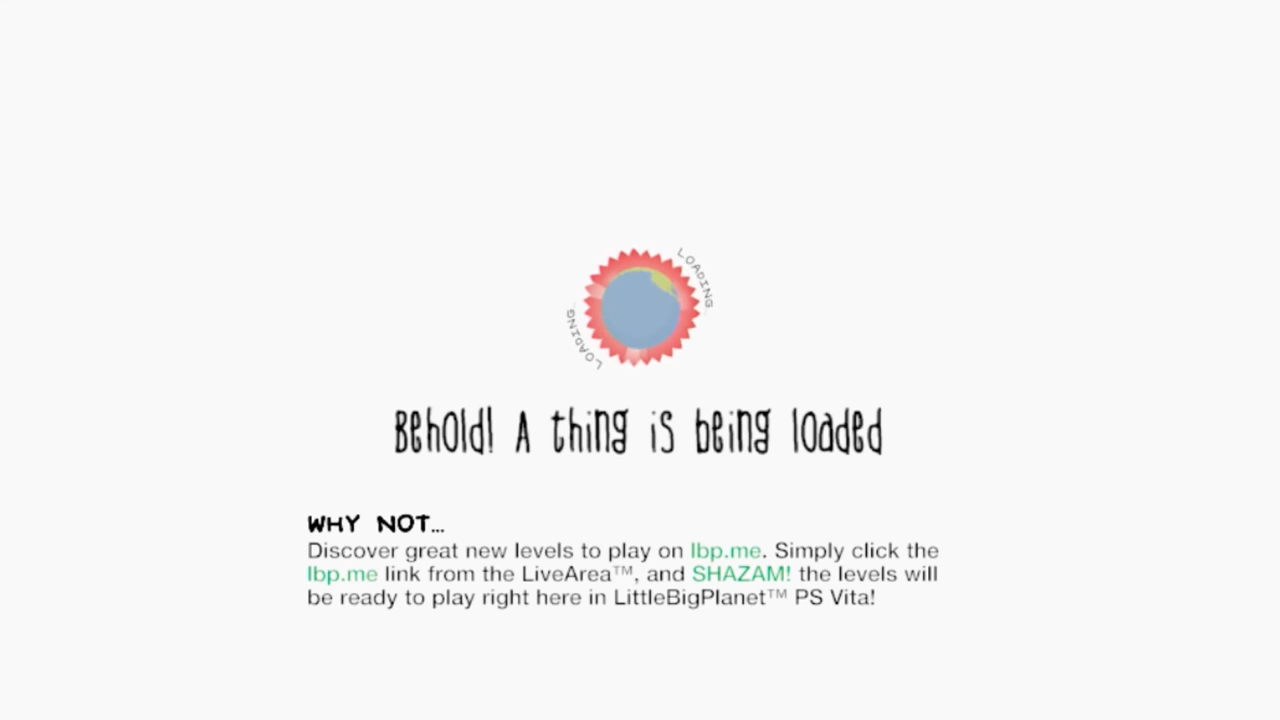 LOADING...
LOADING...
Behold! A thing is being loaded
WHY NOT...
Discover great new levels to play on lbp.me. Simply click the
lbp.me link from the LiveArea™, and SHAZAM! the levels will
be ready to play right here in LittleBigPlanet™ PS Vita!